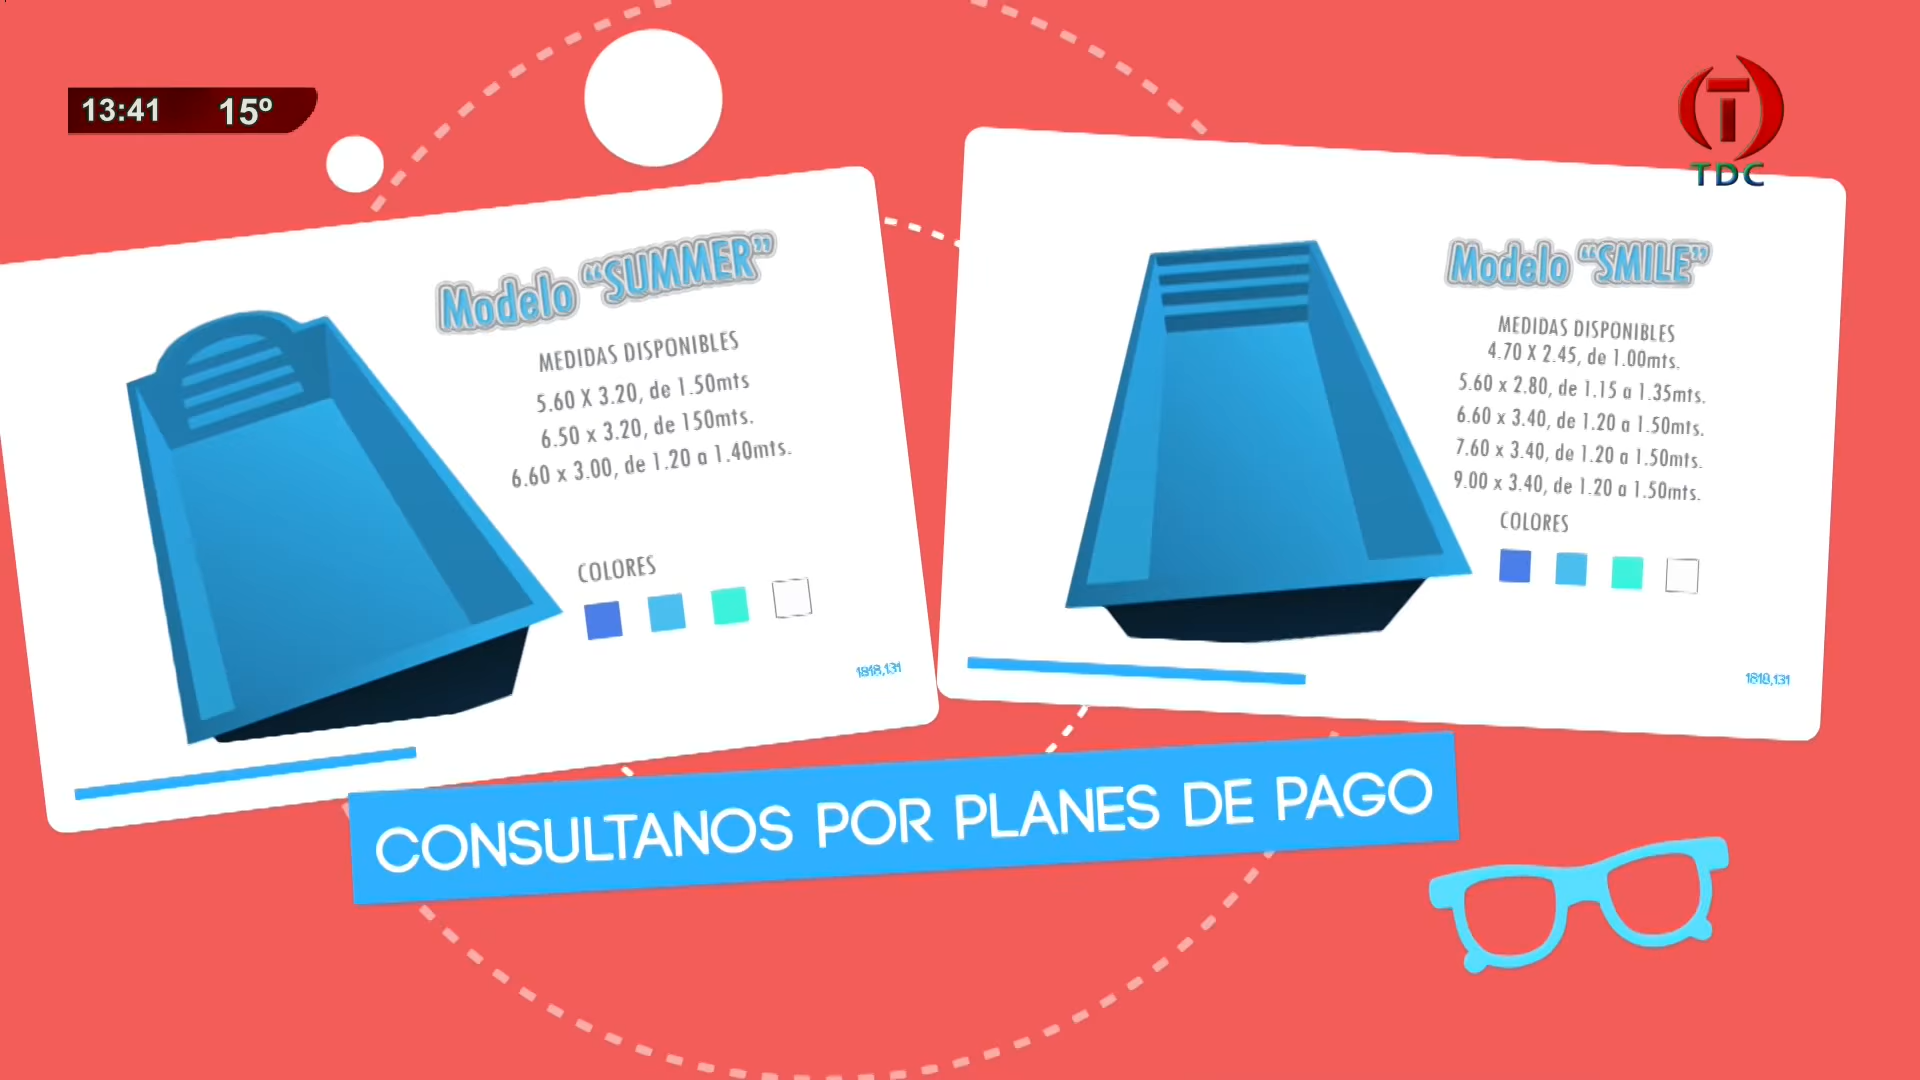 13:41 15º
TDC
Modelo “SUMMER”
MEDIDAS DISPONIBLES
5.60 X 3.20, de 1.50mts
6.50 x 3.20, de 150mts.
6.60 x 3.00, de 1.20 a 1.40mts.
COLORES
Modelo “SMILE”
MEDIDAS DISPONIBLES
4.70 X 2.45, de 1.00mts.
5.60 x 2.80, de 1.15 a 1.35mts.
6.60 x 3.40, de 1.20 a 1.50mts.
7.60 x 3.40, de 1.20 a 1.50mts.
9.00 x 3.40, de 1.20 a 1.50mts.
COLORES
CONSULTANOS POR PLANES DE PAGO